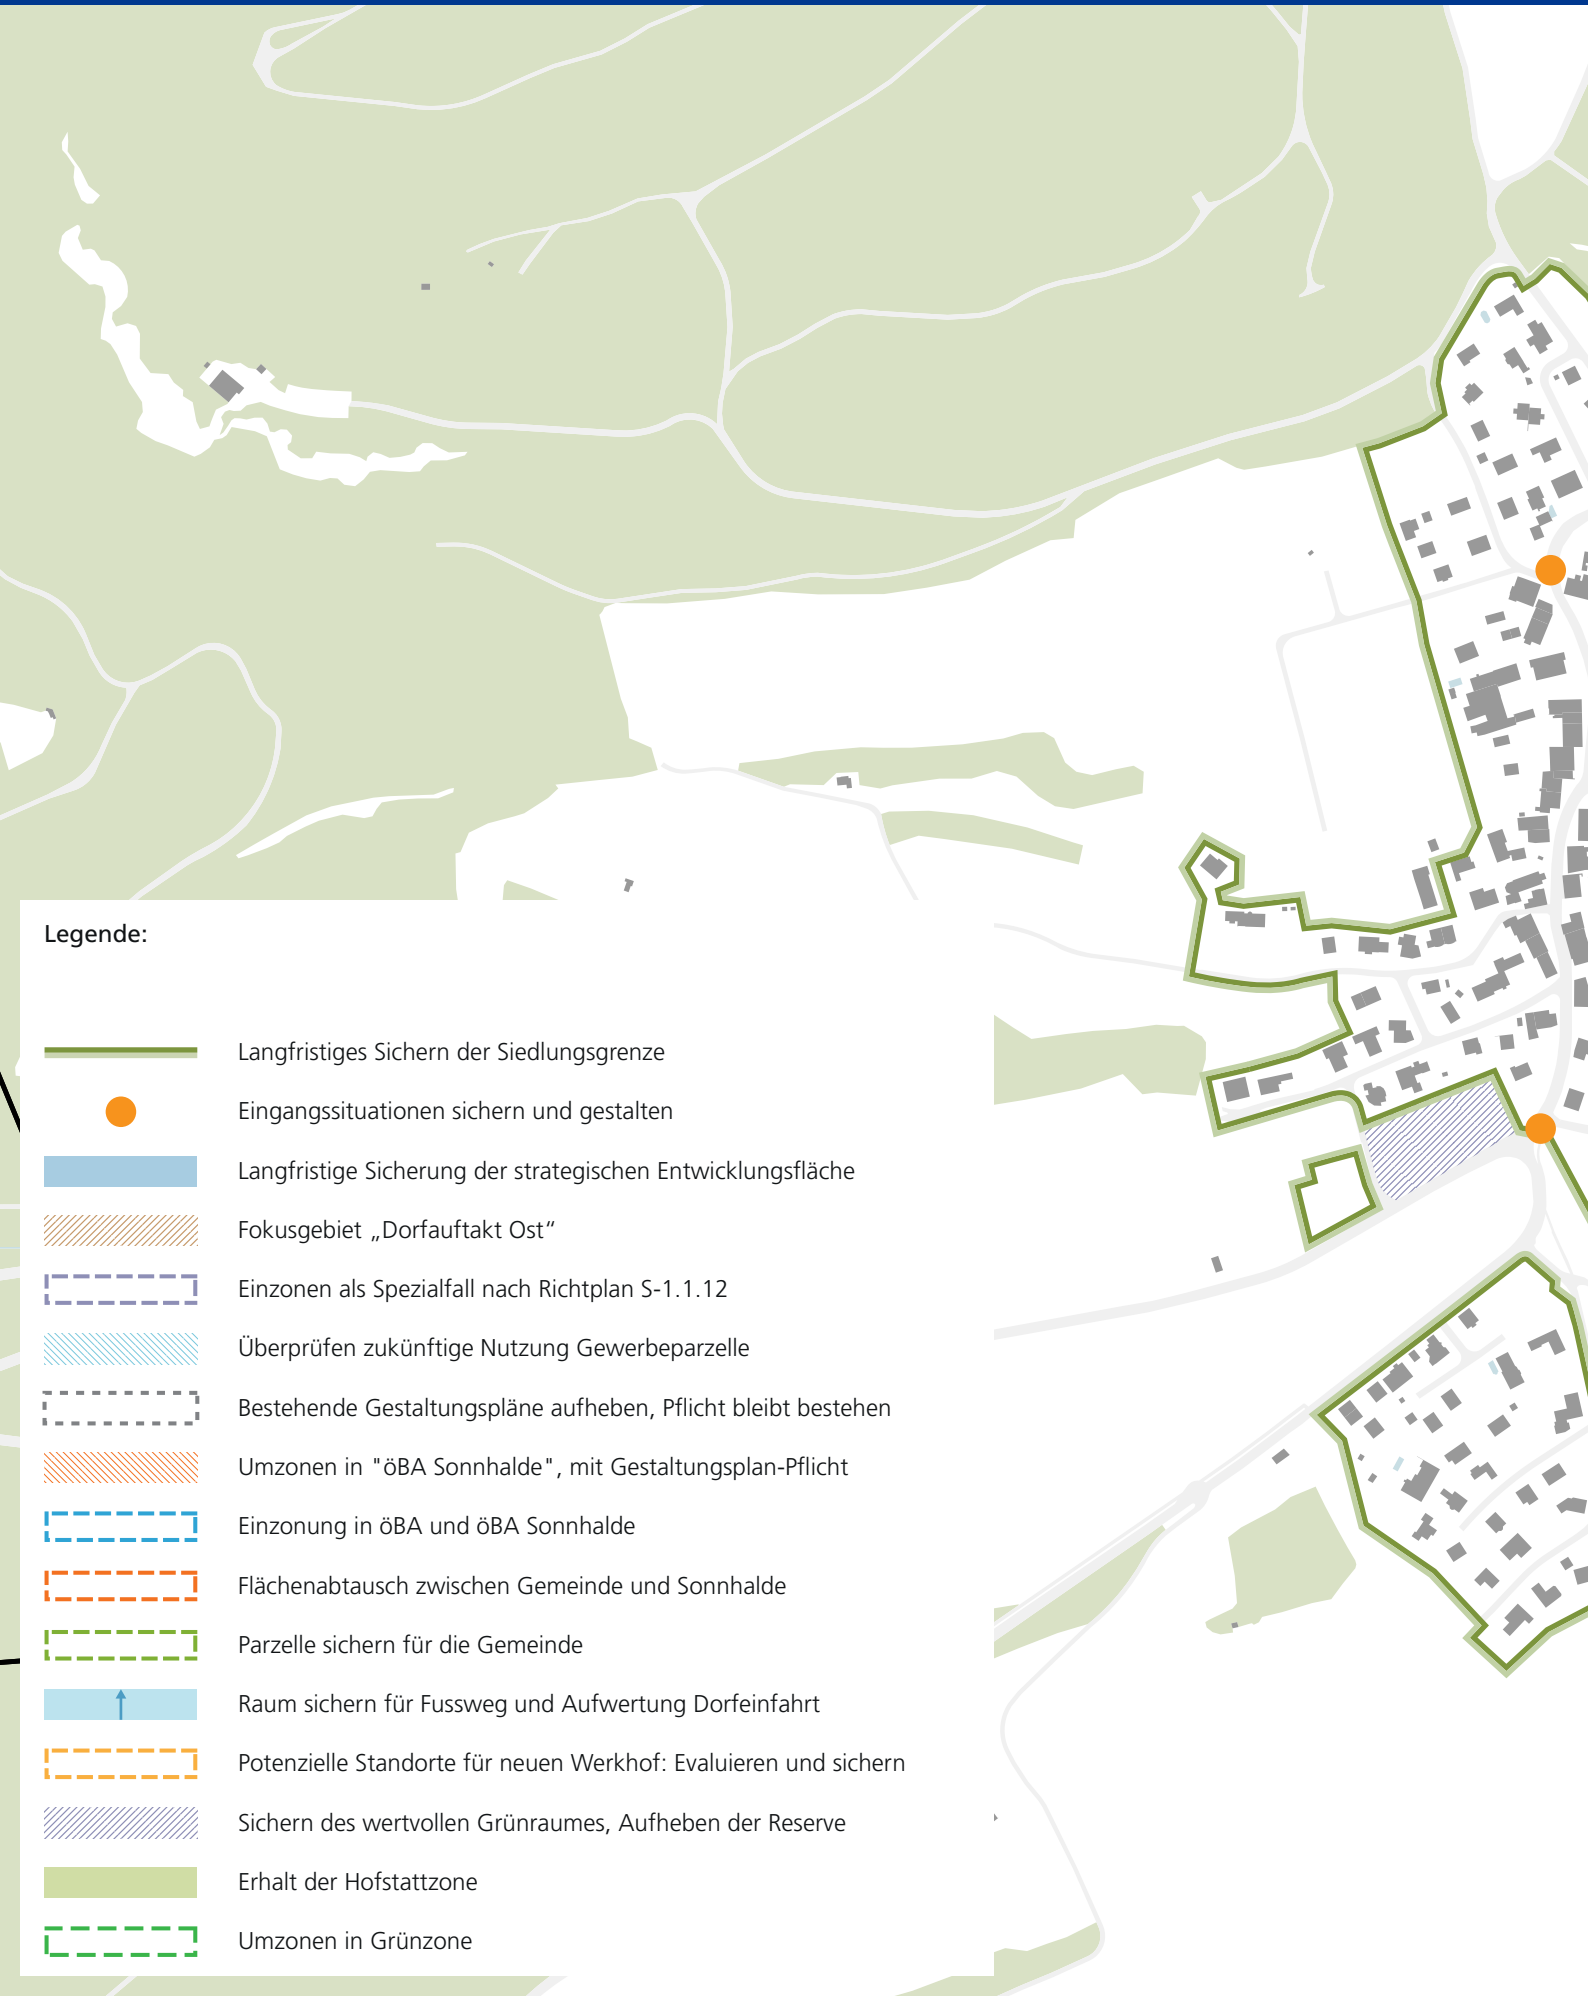 Legende:
Langfristiges Sichern der Siedlungsgrenze
Eingangssituationen sichern und gestalten
Langfristige Sicherung der strategischen Entwicklungsfläche
Fokusgebiet „Dorfauftakt Ost“
Einzonen als Spezialfall nach Richtplan S-1.1.12
Überprüfen zukünftige Nutzung Gewerbeparzelle
Bestehende Gestaltungspläne aufheben, Pflicht bleibt bestehen
Umzonen in "öBA Sonnhalde", mit Gestaltungsplan-Pflicht
Einzonung in öBA und öBA Sonnhalde
Flächenabtausch zwischen Gemeinde und Sonnhalde
Parzelle sichern für die Gemeinde
Raum sichern für Fussweg und Aufwertung Dorfeinfahrt
Potenzielle Standorte für neuen Werkhof: Evaluieren und sichern
Sichern des wertvollen Grünraumes, Aufheben der Reserve
Erhalt der Hofstattzone
Umzonen in Grünzone